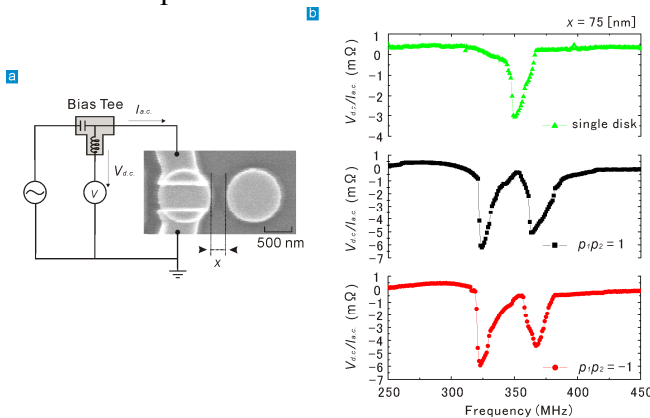 b
x = 75 [nm]
a
Bias Tee
I a.c.
V d.c.
V
500 nm
x
V d.c./I a.c. (mΩ)
1
0
-1
-2
-3
-4
single disk
V d.c./I a.c. (mΩ)
1
0
-1
-2
-3
-4
-5
-6
-7
p1p2 = 1
V d.c./I a.c. (mΩ)
1
0
-1
-2
-3
-4
-5
-6
-7
p1p2 = -1
250 300 350 400 450
Frequency (MHz)